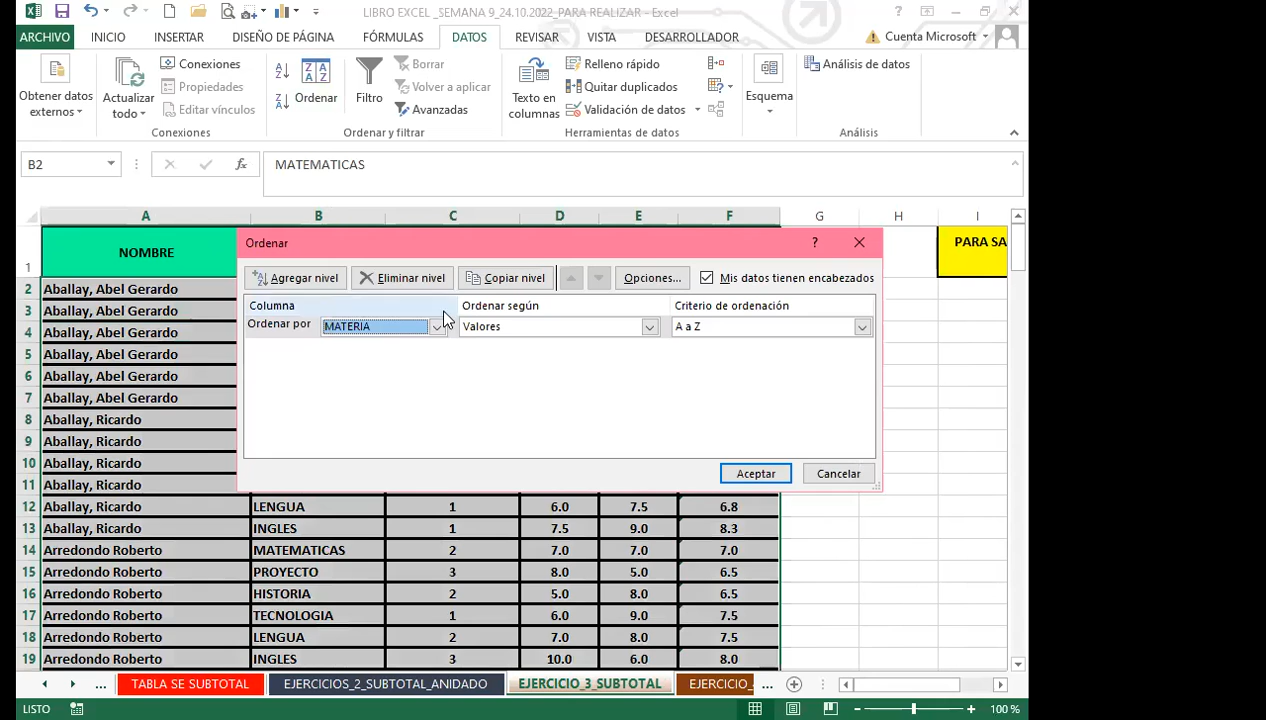 LIBRO EXCEL _SEMANA 9_24.10.2022_PARA REALIZAR - Excel
ARCHIVO INICIO INSERTAR DISEÑO DE PÁGINA FÓRMULAS DATOS REVISAR VISTA DESARROLLADOR Cuenta Microsoft
Obtener datos externos
Actualizar todo
Conexiones
Propiedades
Editar vínculos
Conexiones
Ordenar
Filtro
Borrar
Volver a aplicar
Avanzadas
Ordenar y filtrar
Texto en columnas
Relleno rápido
Quitar duplicados
Validación de datos
Herramientas de datos
Esquema
Análisis de datos
Análisis
B2 fx MATEMATICAS
A B C D E F G H I
1 NOMBRE PARA SA
Ordenar ?
Agregar nivel Eliminar nivel Copiar nivel Opciones... Mis datos tienen encabezados
Columna Ordenar según Criterio de ordenación
Ordenar por MATERIA Valores A a Z
Aceptar Cancelar
2 Aballay, Abel Gerardo
3 Aballay, Abel Gerardo
4 Aballay, Abel Gerardo
5 Aballay, Abel Gerardo
6 Aballay, Abel Gerardo
7 Aballay, Abel Gerardo
8 Aballay, Ricardo
9 Aballay, Ricardo
10 Aballay, Ricardo
11 Aballay, Ricardo
12 Aballay, Ricardo LENGUA 1 6.0 7.5 6.8
13 Aballay, Ricardo INGLES 1 7.5 9.0 8.3
14 Arredondo Roberto MATEMATICAS 2 7.0 7.0 7.0
15 Arredondo Roberto PROYECTO 3 8.0 5.0 6.5
16 Arredondo Roberto HISTORIA 2 5.0 8.0 6.5
17 Arredondo Roberto TECNOLOGIA 1 6.0 9.0 7.5
18 Arredondo Roberto LENGUA 2 7.0 8.0 7.5
19 Arredondo Roberto INGLES 3 10.0 6.0 8.0
... TABLA SE SUBTOTAL EJERCICIOS_2_SUBTOTAL_ANIDADO EJERCICIO_3_SUBTOTAL EJERCICIO_ ...
LISTO 100 %